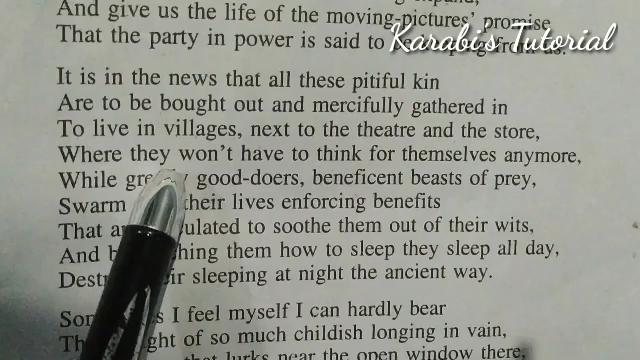 And give us the life of the moving-pictures' promise
That the party in power is said to from us.
Karabi's Tutorial
It is in the news that all these pitiful kin
Are to be bought out and mercifully gathered in
To live in villages, next to the theatre and the store,
Where they won't have to think for themselves anymore,
While good-doers, beneficent beasts of prey,
Swarm their lives enforcing benefits
That to soothe them out of their wits,
And them how to sleep they sleep all day,
sleeping at night the ancient way.
I feel myself I can hardly bear
of so much childish longing in vain,
that lurks near the open window there,